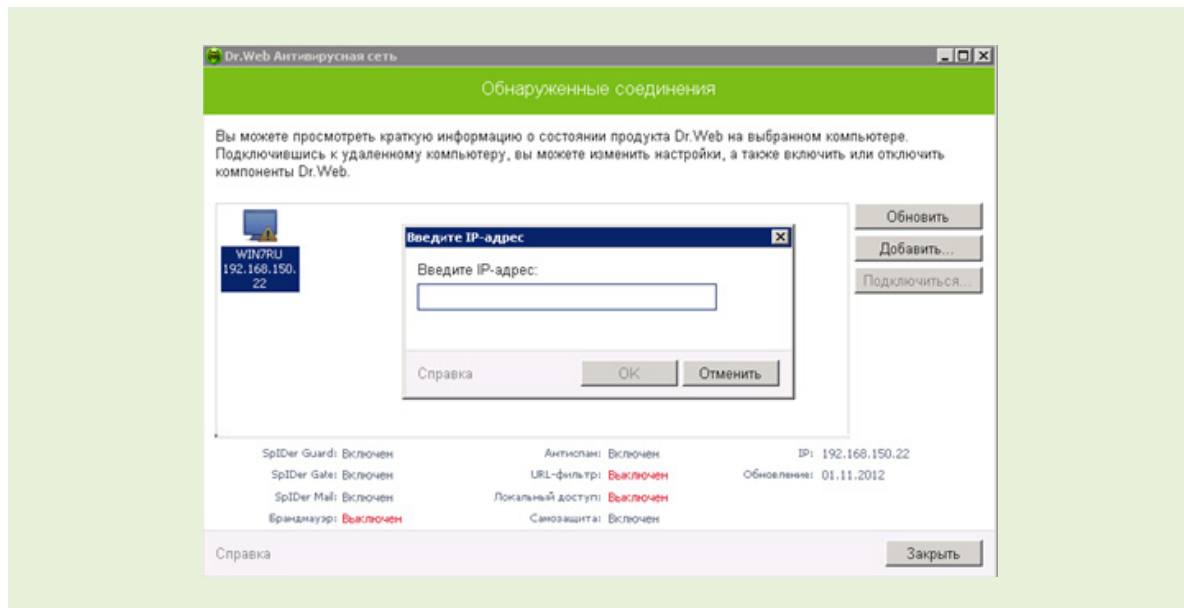 Dr.Web Антивирусная сеть
Обнаруженные соединения
Вы можете просмотреть краткую информацию о состоянии продукта Dr.Web на выбранном компьютере.
Подключившись к удаленному компьютеру, вы можете изменить настройки, а также включить или отключить
компоненты Dr.Web.
WIN7RU
192.168.150.
22
Введите IP-адрес
Введите IP-адрес:
Справка
OK
Отменить
Обновить
Добавить...
Подключиться...
SpIDer Guard: Включен
Антиспам: Включен
IP: 192.168.150.22
SpIDer Gate: Включен
URL-фильтр: Выключен
Обновление: 01.11.2012
SpIDer Mail: Включен
Локальный доступ: Выключен
Брандмауэр: Выключен
Самозащита: Включен
Справка
Закрыть